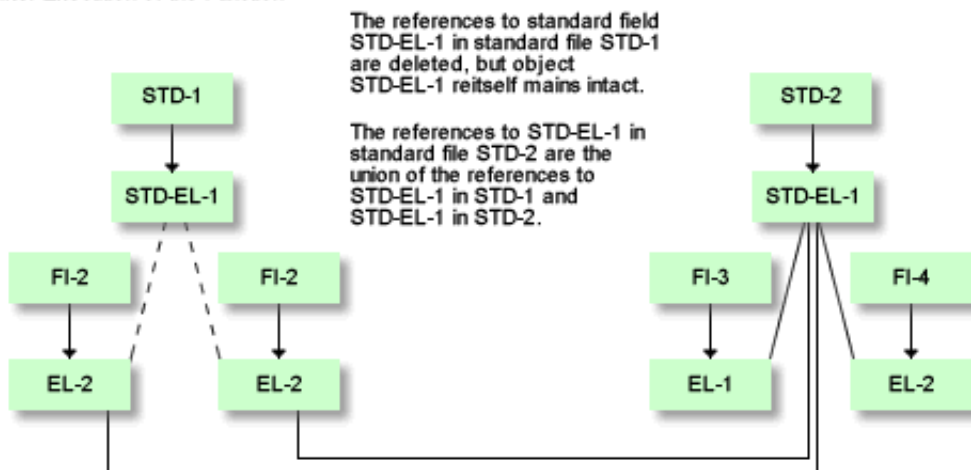 The references to standard field
STD-EL-1 in standard file STD-1
are deleted, but object
STD-EL-1 reitself mains intact.
The references to STD-EL-1 in
standard file STD-2 are the
union of the references to
STD-EL-1 in STD-1 and
STD-EL-1 in STD-2.
STD-1
STD-2
STD-EL-1
STD-EL-1
FI-2
FI-2
FI-3
FI-4
EL-2
EL-2
EL-1
EL-2